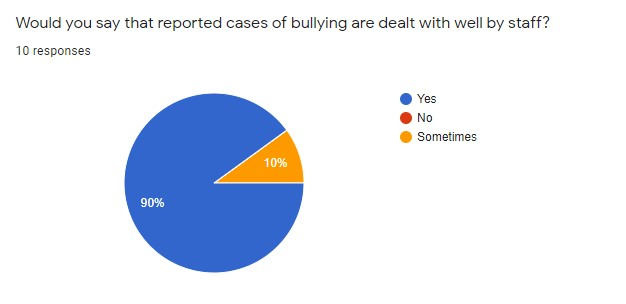 Would you say that reported cases of bullying are dealt with well by staff?
10 responses
Yes
No
Sometimes
10%
90%